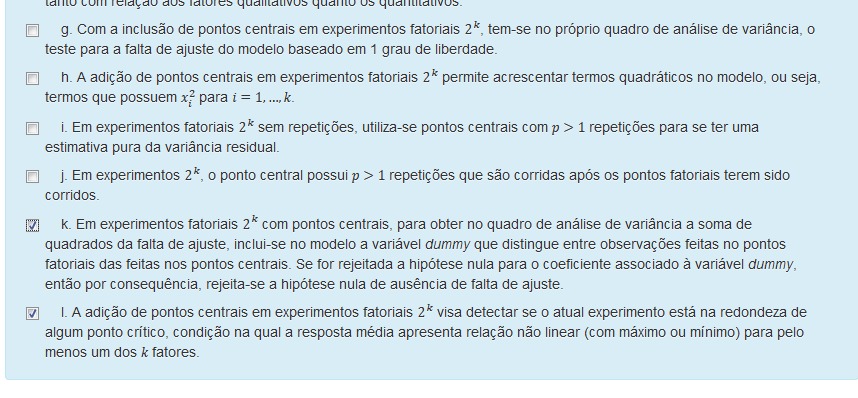 tanto com relação aos fatores qualitativos quanto os quantitativos.
g. Com a inclusão de pontos centrais em experimentos fatoriais 2^k, tem-se no próprio quadro de análise de variância, o
teste para a falta de ajuste do modelo baseado em 1 grau de liberdade.
h. A adição de pontos centrais em experimentos fatoriais 2^k permite acrescentar termos quadráticos no modelo, ou seja,
termos que possuem x_i^2 para i = 1, ..., k.
i. Em experimentos fatoriais 2^k sem repetições, utiliza-se pontos centrais com p > 1 repetições para se ter uma
estimativa pura da variância residual.
j. Em experimentos 2^k, o ponto central possui p > 1 repetições que são corridas após os pontos fatoriais terem sido
corridos.
k. Em experimentos fatoriais 2^k com pontos centrais, para obter no quadro de análise de variância a soma de
quadrados da falta de ajuste, inclui-se no modelo a variável dummy que distingue entre observações feitas no pontos
fatoriais das feitas nos pontos centrais. Se for rejeitada a hipótese nula para o coeficiente associado à variável dummy,
então por consequência, rejeita-se a hipótese nula de ausência de falta de ajuste.
l. A adição de pontos centrais em experimentos fatoriais 2^k visa detectar se o atual experimento está na redondeza de
algum ponto crítico, condição na qual a resposta média apresenta relação não linear (com máximo ou mínimo) para pelo
menos um dos k fatores.